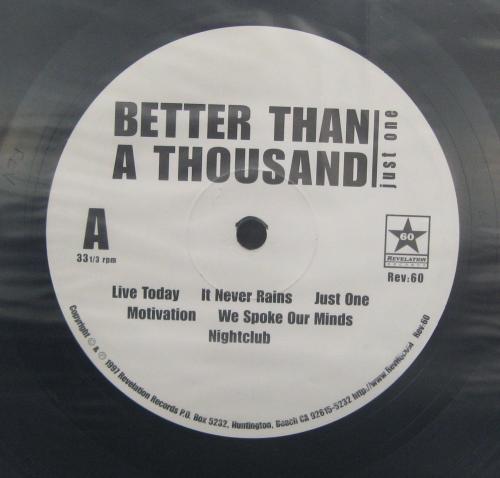 BETTER THAN
A THOUSAND
just one
A
33 1/3 rpm
60
REVELATION
RECORDS
Rev:60
Live Today It Never Rains Just One
Motivation We Spoke Our Minds
Nightclub
Copyright © & ℗ 1997 Revelation Records P.O. Box 5232, Huntington, Beach CA 92615-5232 Rev:60